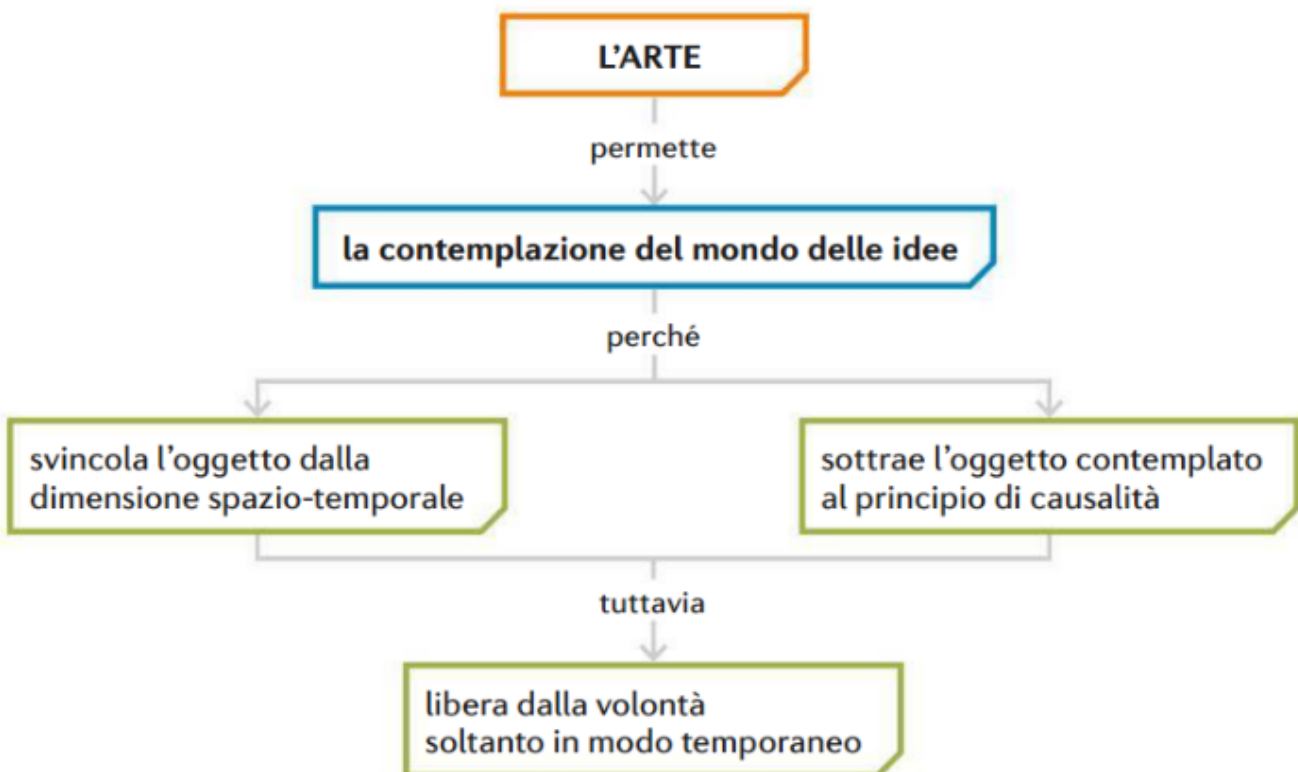 L’ARTE
permette
la contemplazione del mondo delle idee
perché
svincola l’oggetto dalla
dimensione spazio-temporale
sottrae l’oggetto contemplato
al principio di causalità
tuttavia
libera dalla volontà
soltanto in modo temporaneo